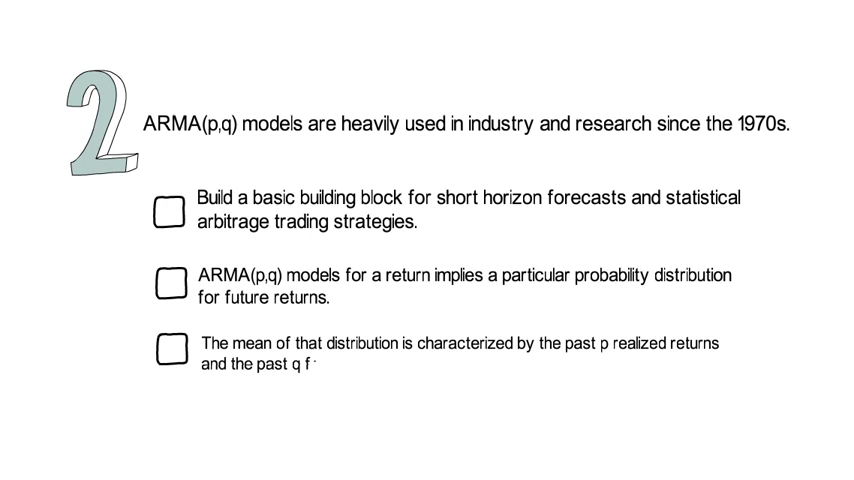 2
ARMA(p,q) models are heavily used in industry and research since the 1970s.
Build a basic building block for short horizon forecasts and statistical
arbitrage trading strategies.
ARMA(p,q) models for a return implies a particular probability distribution
for future returns.
The mean of that distribution is characterized by the past p realized returns
and the past q f